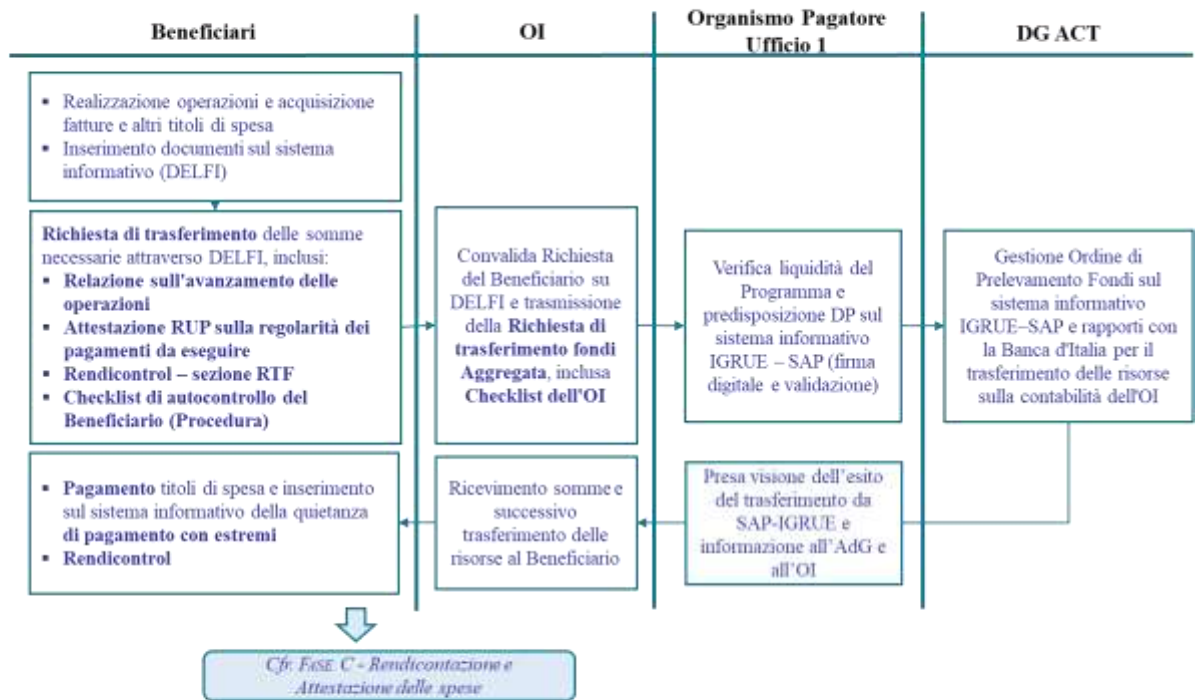 Beneficiari
OI
Organismo Pagatore
Ufficio 1
DG ACT
▪ Realizzazione operazioni e acquisizione
fatture e altri titoli di spesa
▪ Inserimento documenti sul sistema
informativo (DELFI)
Richiesta di trasferimento delle somme
necessarie attraverso DELFI, inclusi:
▪ Relazione sull'avanzamento delle
operazioni
▪ Attestazione RUP sulla regolarità dei
pagamenti da eseguire
▪ Rendicontrol – sezione RTF
▪ Checklist di autocontrollo del
Beneficiario (Procedura)
Convalida Richiesta
del Beneficiario su
DELFI e trasmissione
della Richiesta di
trasferimento fondi
Aggregata, inclusa
Checklist dell'OI
Verifica liquidità del
Programma e
predisposizione DP sul
sistema informativo
IGRUE – SAP (firma
digitale e validazione)
Gestione Ordine di
Prelevamento Fondi sul
sistema informativo
IGRUE–SAP e rapporti con
la Banca d'Italia per il
trasferimento delle risorse
sulla contabilità dell'OI
▪ Pagamento titoli di spesa e inserimento
sul sistema informativo della quietanza
di pagamento con estremi
▪ Rendicontrol
Ricevimento somme e
successivo
trasferimento delle
risorse al Beneficiario
Presa visione dell’esito
del trasferimento da
SAP-IGRUE e
informazione all’AdG e
all’OI
Cfr. FASE C - Rendicontazione e
Attestazione delle spese